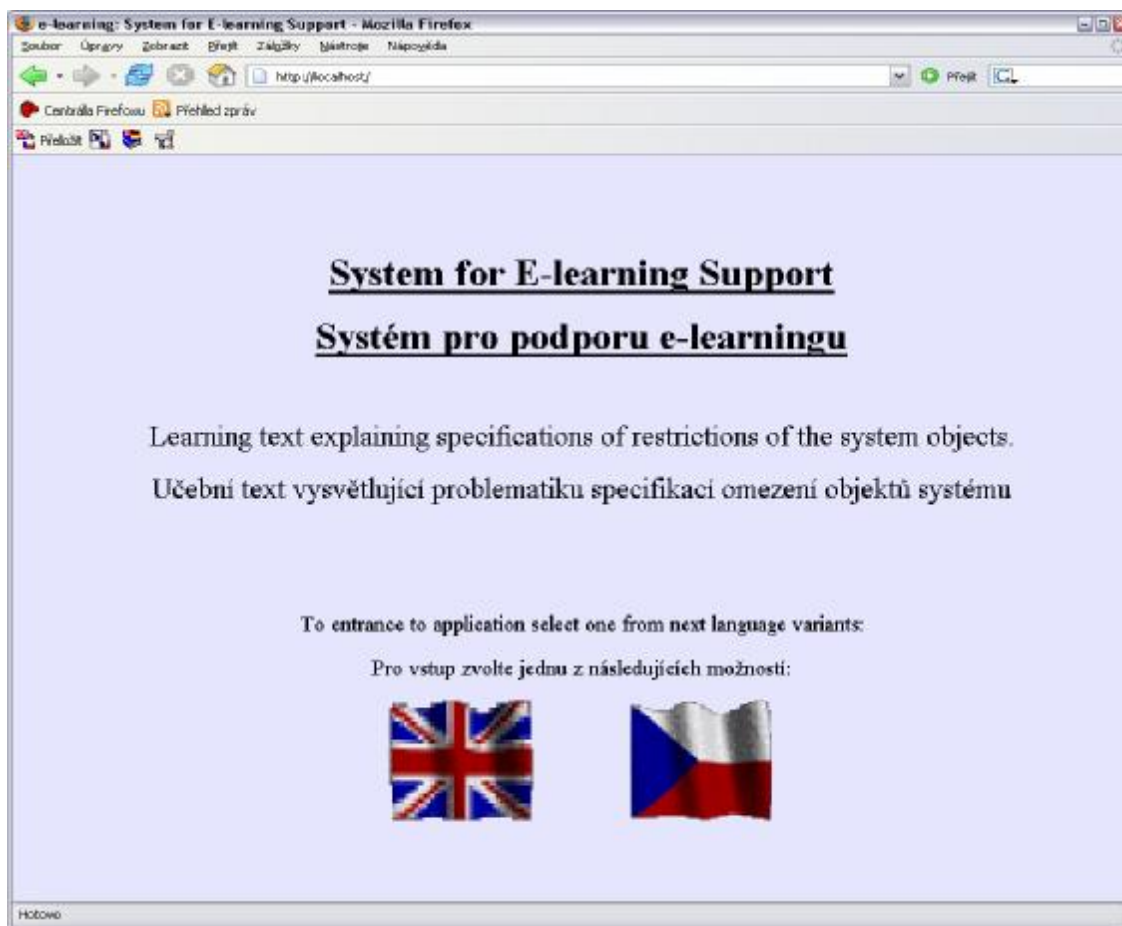 e-learning: System for E-learning Support - Mozilla Firefox
Soubor Úpravy Zobrazit Přejít Záložky Nástroje Nápověda
http://localhost/ Přejít
Centrála Firefoxu Přehled zpráv
Přeložit
System for E-learning Support
Systém pro podporu e-learningu
Learning text explaining specifications of restrictions of the system objects.
Učební text vysvětlující problematiku specifikací omezení objektů systému
To entrance to application select one from next language variants:
Pro vstup zvolte jednu z následujících možností:
Hotovo